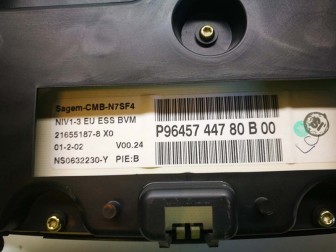 Sagem-CMB-N7SF4
NIV1-3 EU ESS BVM
21655187-8 X0
01-2-02 V00.24
NS0632230-Y PIE:B
P96457 447 80 B 00